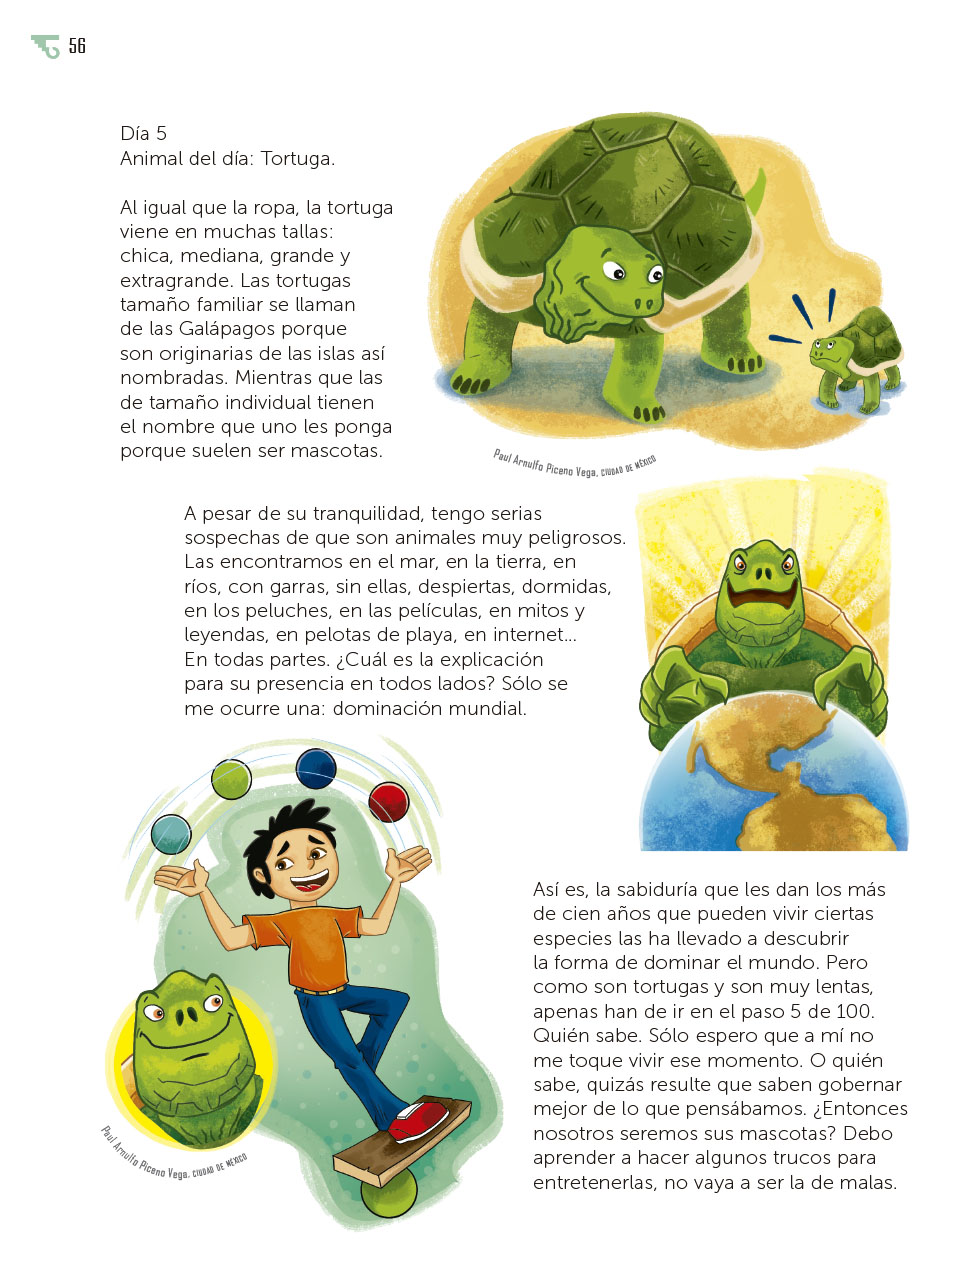 56
Día 5
Animal del día: Tortuga.
Al igual que la ropa, la tortuga
viene en muchas tallas:
chica, mediana, grande y
extragrande. Las tortugas
tamaño familiar se llaman
de las Galápagos porque
son originarias de las islas así
nombradas. Mientras que las
de tamaño individual tienen
el nombre que uno les ponga
porque suelen ser mascotas.
Paul Arnulfo Piceno Vega, CIUDAD DE MÉXICO
A pesar de su tranquilidad, tengo serias
sospechas de que son animales muy peligrosos.
Las encontramos en el mar, en la tierra, en
ríos, con garras, sin ellas, despiertas, dormidas,
en los peluches, en las películas, en mitos y
leyendas, en pelotas de playa, en internet...
En todas partes. ¿Cuál es la explicación
para su presencia en todos lados? Sólo se
me ocurre una: dominación mundial.
Así es, la sabiduría que les dan los más
de cien años que pueden vivir ciertas
especies las ha llevado a descubrir
la forma de dominar el mundo. Pero
como son tortugas y son muy lentas,
apenas han de ir en el paso 5 de 100.
Quién sabe. Sólo espero que a mí no
me toque vivir ese momento. O quién
sabe, quizás resulte que saben gobernar
mejor de lo que pensábamos. ¿Entonces
nosotros seremos sus mascotas? Debo
aprender a hacer algunos trucos para
entretenerlas, no vaya a ser la de malas.
Paul Arnulfo Piceno Vega, CIUDAD DE MÉXICO